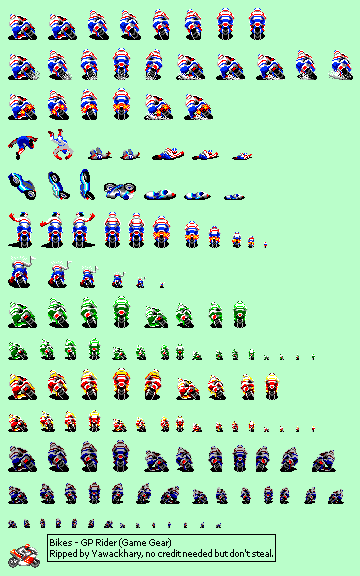 Bikes - GP Rider (Game Gear)
Ripped by Yawackhary, no credit needed but don't steal.